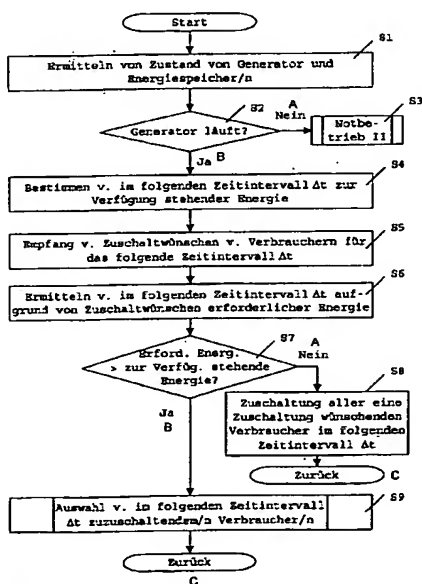 Start
S1
Ermitteln von Zustand von Generator und
Energiespeicher/n
S2
Generator läuft?
A
Nein
S3
Notbe-
trieb II
Ja B
S4
Bestimmen v. im folgenden Zeitintervall Δt zur
Verfügung stehender Energie
S5
Empfang v. Zuschaltwünschen v. Verbrauchern für
das folgende Zeitintervall Δt
S6
Ermitteln v. im folgenden Zeitintervall Δt auf-
grund von Zuschaltwünschen erforderlicher Energie
S7
Erford. Energ.
> zur Verfüg. stehende
Energie?
A
Nein
S8
Zuschaltung aller eine
Zuschaltung wünschenden
Verbraucher im folgenden
Zeitintervall Δt
Ja
B
Zurück C
S9
Auswahl v. im folgenden Zeitintervall
Δt zuzuschaltendem/n Verbraucher/n
Zurück
C